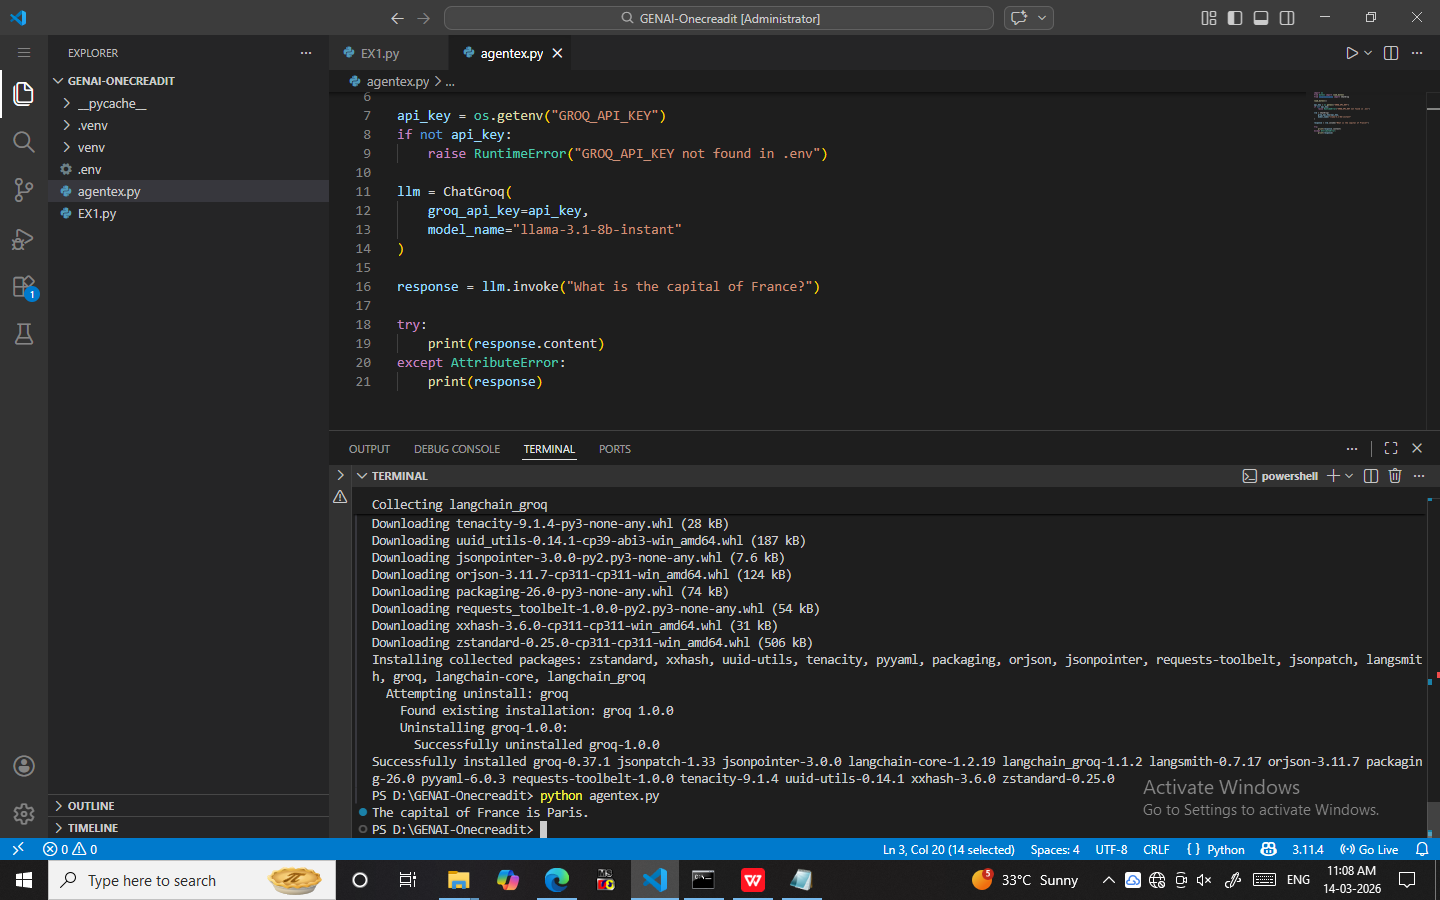 GENAI-Onecreadit [Administrator]
EXPLORER
GENAI-ONECREADIT
__pycache__
.venv
venv
.env
agentex.py
EX1.py
OUTLINE
TIMELINE
1
EX1.py
agentex.py
agentex.py > ...
6
7 api_key = os.getenv("GROQ_API_KEY")
8 if not api_key:
9     raise RuntimeError("GROQ_API_KEY not found in .env")
10
11 llm = ChatGroq(
12     groq_api_key=api_key,
13     model_name="llama-3.1-8b-instant"
14 )
15
16 response = llm.invoke("What is the capital of France?")
17
18 try:
19     print(response.content)
20 except AttributeError:
21     print(response)
OUTPUT DEBUG CONSOLE TERMINAL PORTS
TERMINAL
powershell
Collecting langchain_groq
Downloading tenacity-9.1.4-py3-none-any.whl (28 kB)
Downloading uuid_utils-0.14.1-cp39-abi3-win_amd64.whl (187 kB)
Downloading jsonpointer-3.0.0-py2.py3-none-any.whl (7.6 kB)
Downloading orjson-3.11.7-cp311-cp311-win_amd64.whl (124 kB)
Downloading packaging-26.0-py3-none-any.whl (74 kB)
Downloading requests_toolbelt-1.0.0-py2.py3-none-any.whl (54 kB)
Downloading xxhash-3.6.0-cp311-cp311-win_amd64.whl (31 kB)
Downloading zstandard-0.25.0-cp311-cp311-win_amd64.whl (506 kB)
Installing collected packages: zstandard, xxhash, uuid-utils, tenacity, pyyaml, packaging, orjson, jsonpointer, requests-toolbelt, jsonpatch, langsmit
h, groq, langchain-core, langchain_groq
Attempting uninstall: groq
Found existing installation: groq 1.0.0
Uninstalling groq-1.0.0:
Successfully uninstalled groq-1.0.0
Successfully installed groq-0.37.1 jsonpatch-1.33 jsonpointer-3.0.0 langchain-core-1.2.19 langchain_groq-1.1.2 langsmith-0.7.17 orjson-3.11.7 packagin
g-26.0 pyyaml-6.0.3 requests-toolbelt-1.0.0 tenacity-9.1.4 uuid-utils-0.14.1 xxhash-3.6.0 zstandard-0.25.0
PS D:\GENAI-Onecreadit> python agentex.py
The capital of France is Paris.
PS D:\GENAI-Onecreadit>
Activate Windows
Go to Settings to activate Windows.
0 0 Ln 3, Col 20 (14 selected) Spaces: 4 UTF-8 CRLF { } Python 3.11.4 Go Live
Type here to search
5 33°C Sunny ENG
11:08 AM
14-03-2026